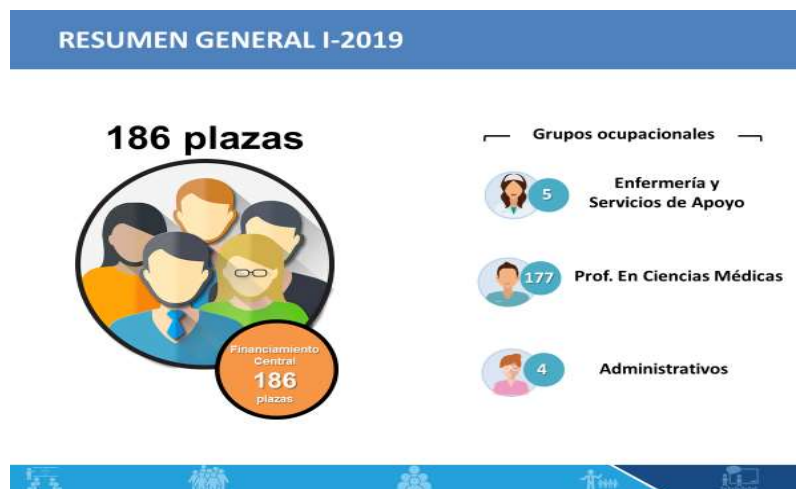 RESUMEN GENERAL I-2019
186 plazas
Financiamiento
Central
186
plazas
Grupos ocupacionales
5
Enfermería y
Servicios de Apoyo
177
Prof. En Ciencias Médicas
4
Administrativos